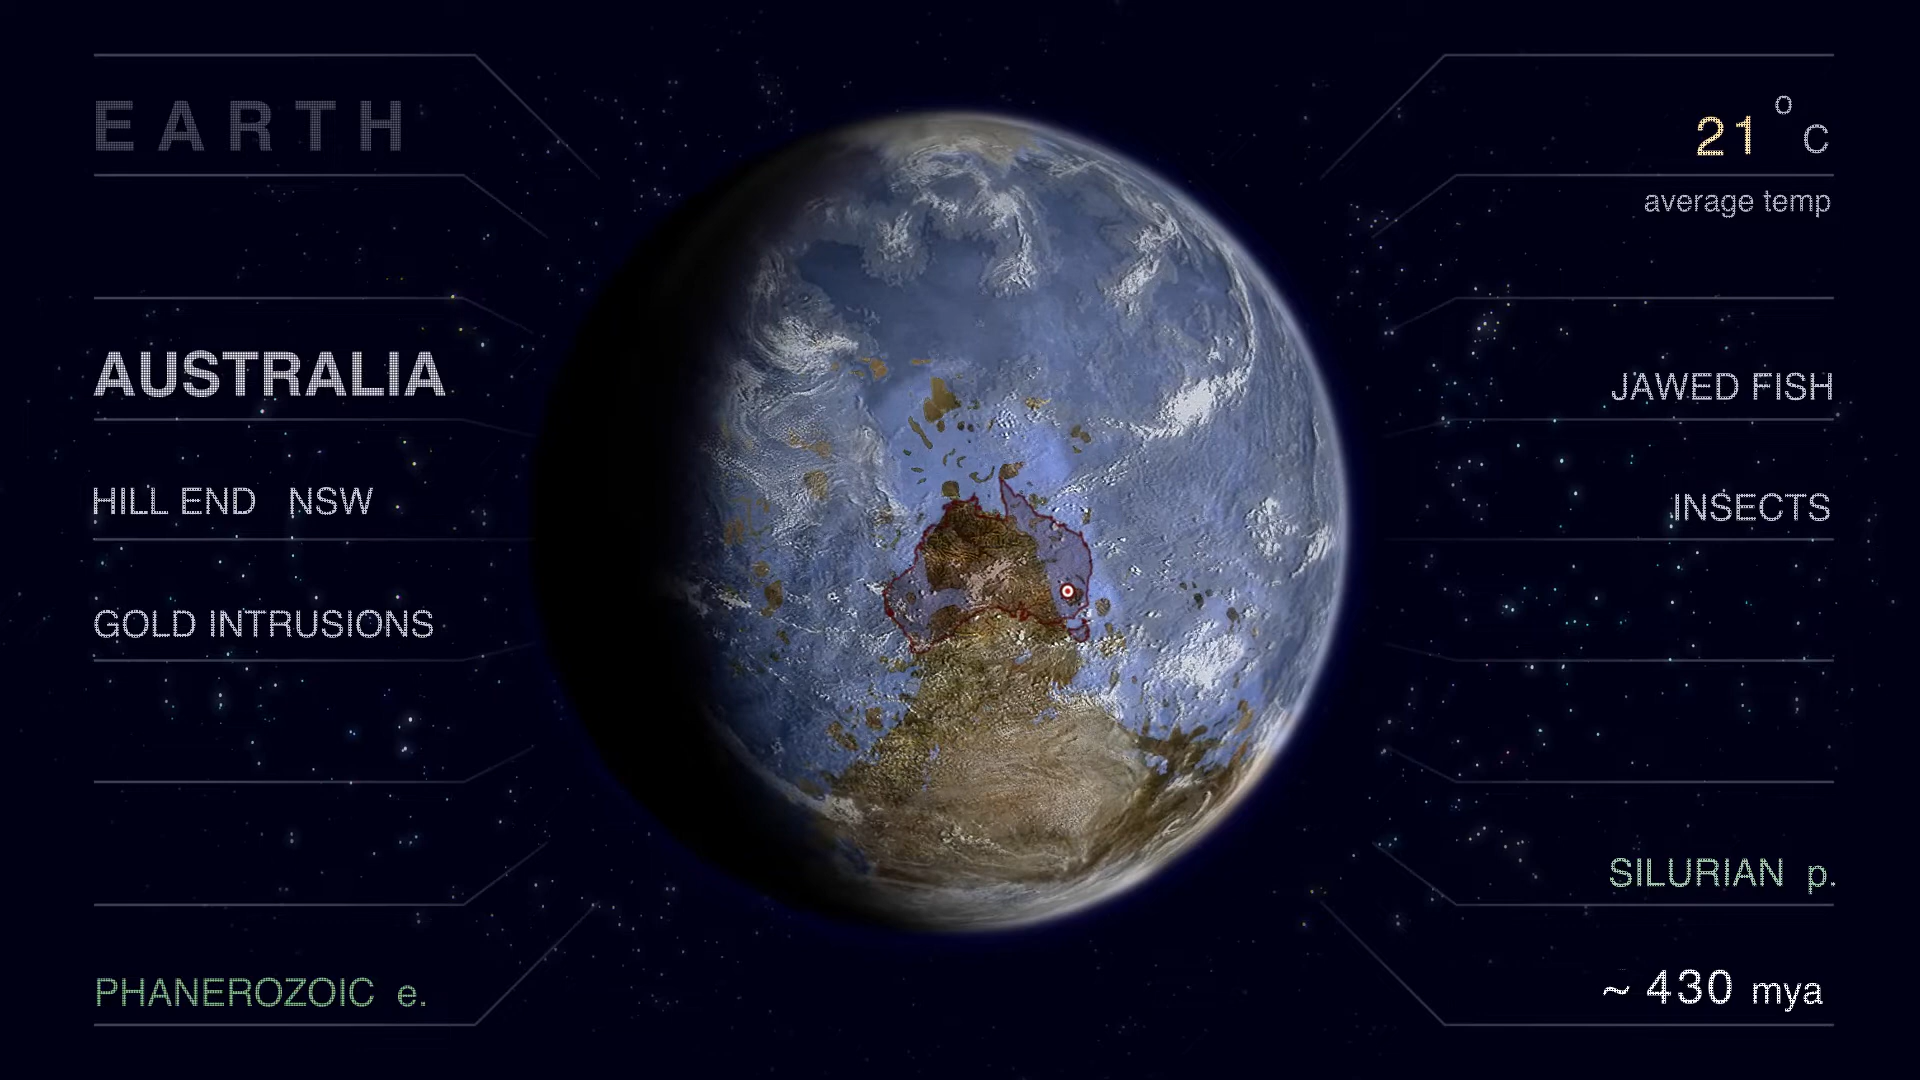 EARTH
AUSTRALIA
HILL END NSW
GOLD INTRUSIONS
PHANEROZOIC e.
21 °C
average temp
JAWED FISH
INSECTS
SILURIAN p.
~ 430 mya